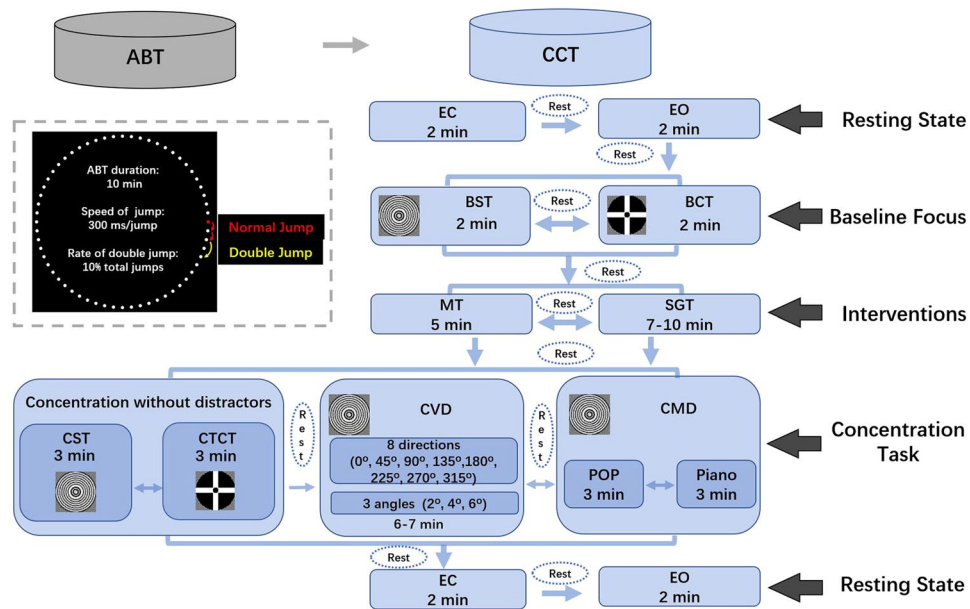 ABT
CCT
ABT duration:
10 min
Speed of jump:
300 ms/jump
Rate of double jump:
10% total jumps
Normal Jump
Double Jump
EC
2 min
Rest
EO
2 min
Resting State
Rest
BST
2 min
Rest
BCT
2 min
Baseline Focus
Rest
MT
5 min
Rest
SGT
7-10 min
Interventions
Rest
Concentration without distractors
CST
3 min
CTCT
3 min
Rest
CVD
8 directions
(0º, 45º, 90º, 135º,180º,
225º, 270º, 315º)
3 angles (2º, 4º, 6º)
6-7 min
Rest
CMD
POP
3 min
Piano
3 min
Concentration
Task
Rest
EC
2 min
Rest
EO
2 min
Resting State